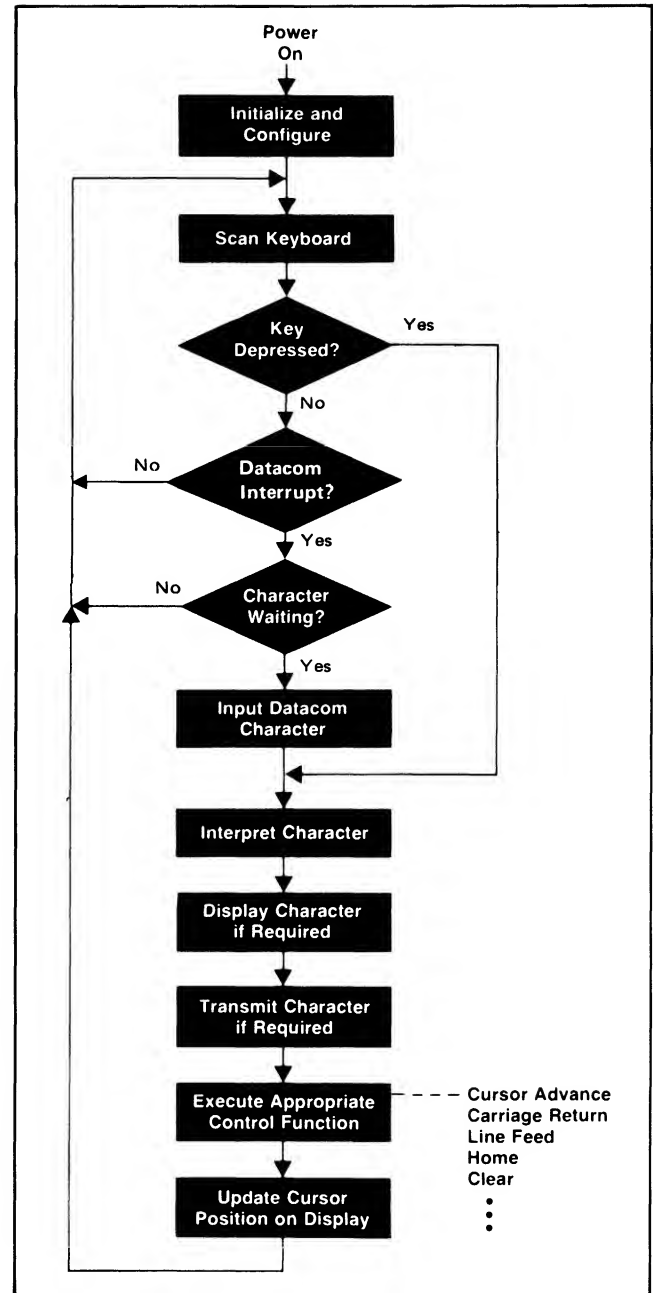 Power
On
Initialize and
Configure
Scan Keyboard
Key
Depressed?
Yes
No
Datacom
Interrupt?
No
Yes
Character
Waiting?
No
Yes
Input Datacom
Character
Interpret Character
Display Character
if Required
Transmit Character
if Required
Execute Appropriate
Control Function
Cursor Advance
Carriage Return
Line Feed
Home
Clear
Update Cursor
Position on Display